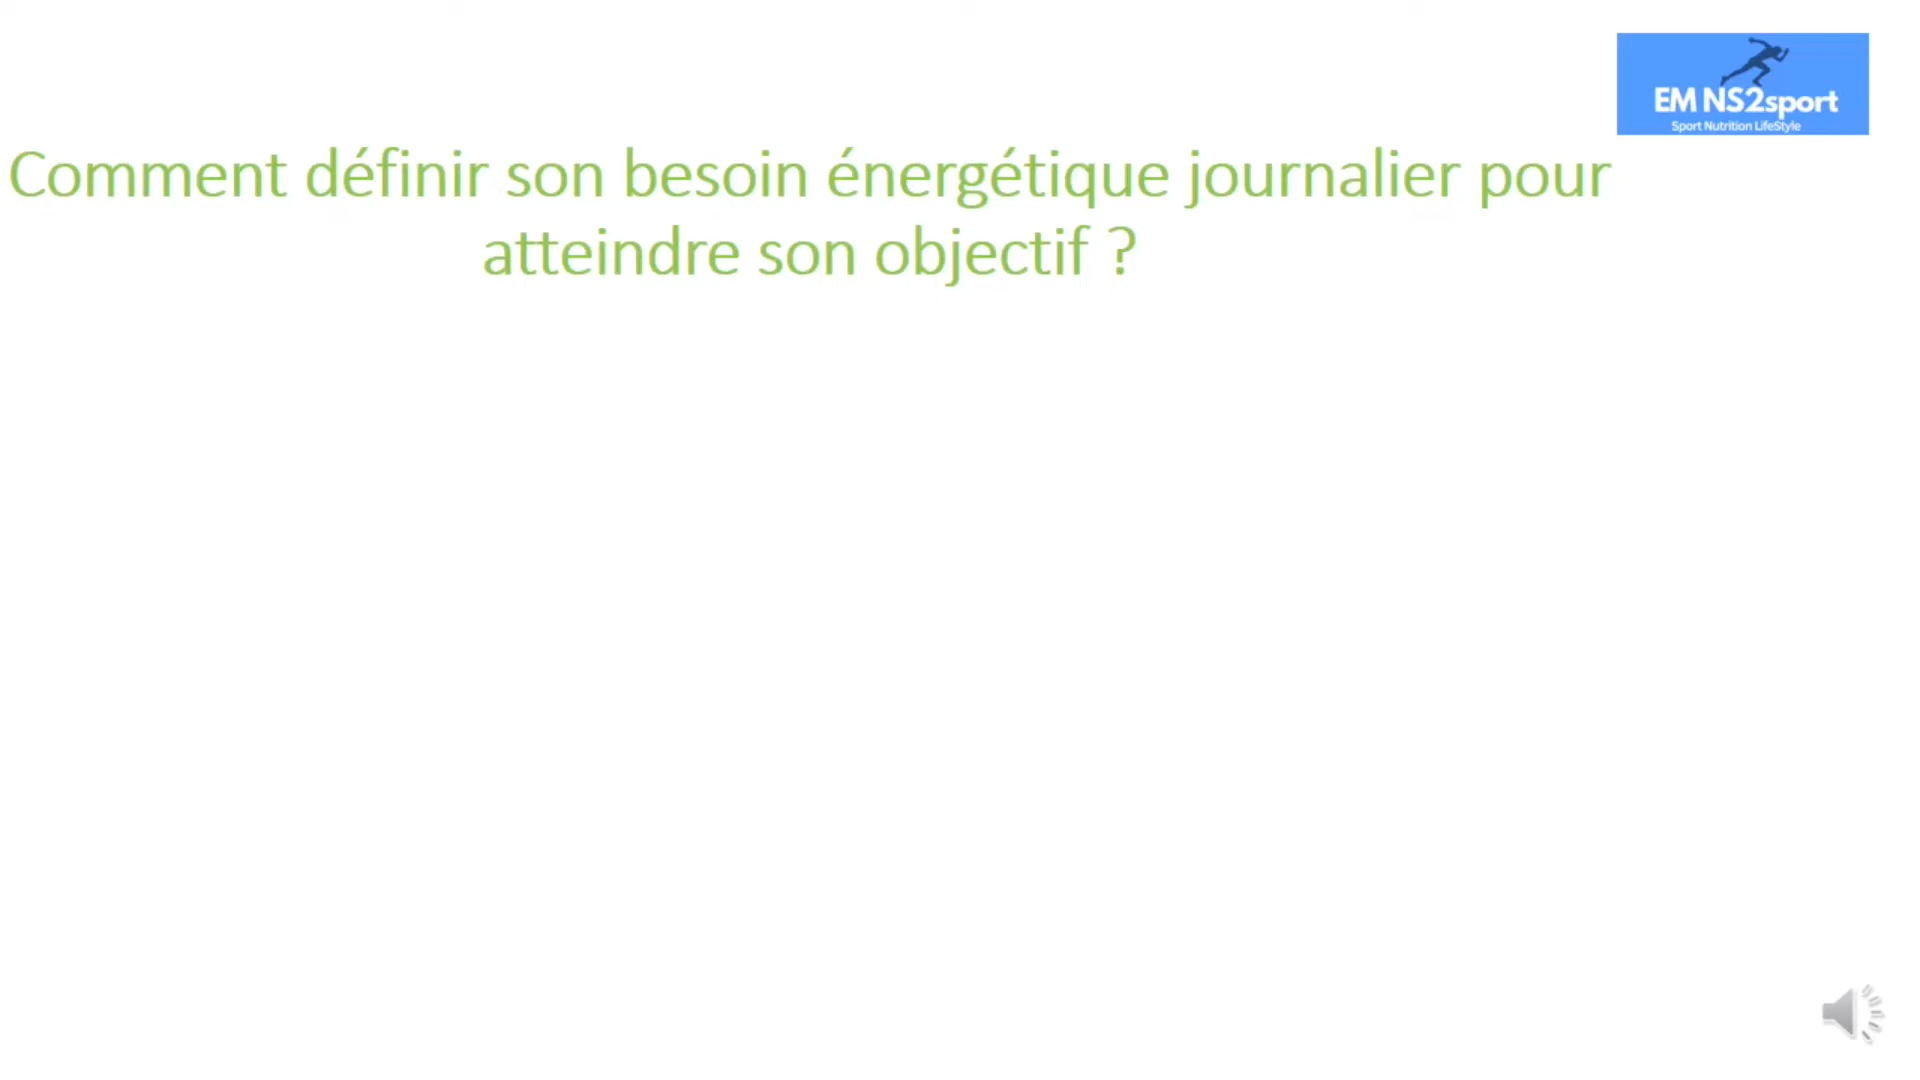 EM NS2sport
Sport Nutrition LifeStyle
Comment définir son besoin énergétique journalier pour
atteindre son objectif ?